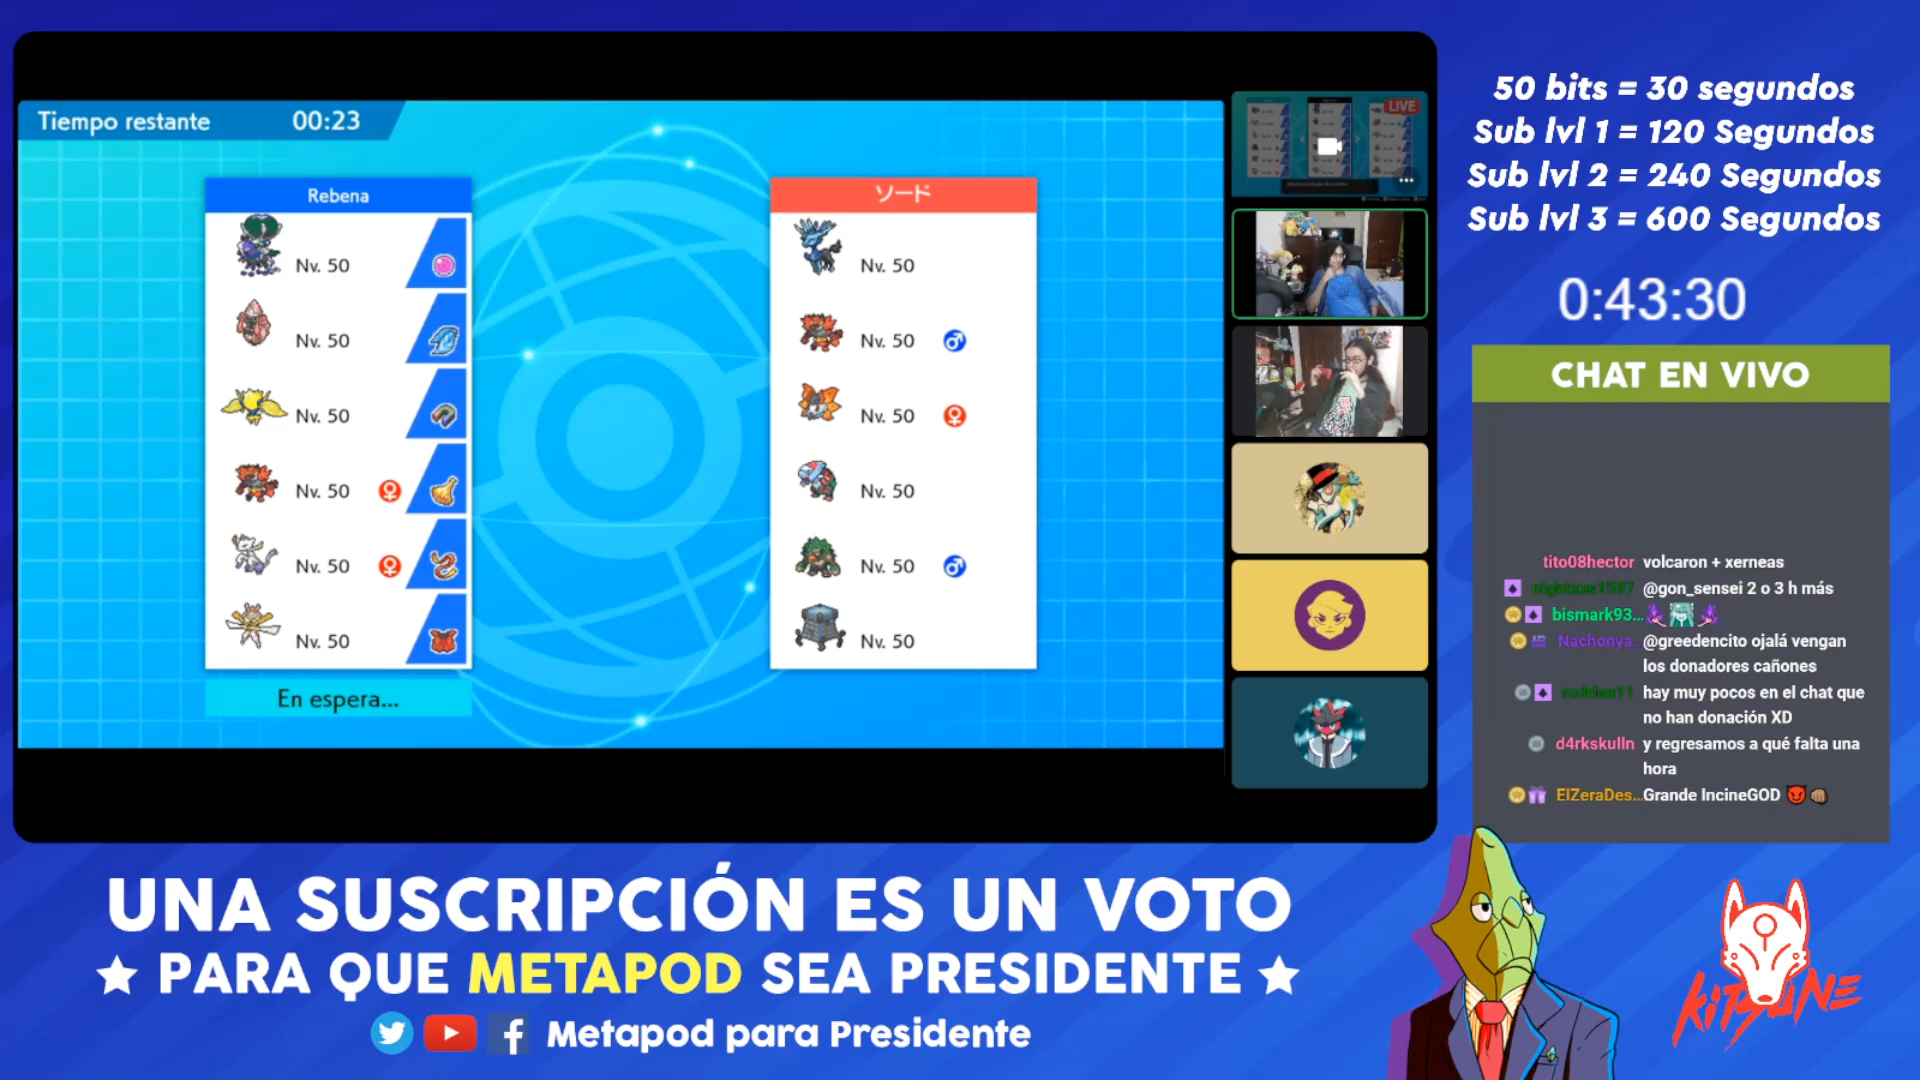 Tiempo restante 00:23
Rebena
Nv. 50
Nv. 50
Nv. 50
Nv. 50
Nv. 50
Nv. 50
En espera...
ソード
Nv. 50
Nv. 50
Nv. 50
Nv. 50
Nv. 50
Nv. 50
LIVE
50 bits = 30 segundos
Sub lvl 1 = 120 Segundos
Sub lvl 2 = 240 Segundos
Sub lvl 3 = 600 Segundos
0:43:30
CHAT EN VIVO
tito08hector volcaron + xerneas
@gon_sensei 2 o 3 h más
bismark93...
Nachonya. @greedencito ojalá vengan
los donadores cañones
hay muy pocos en el chat que
no han donación XD
d4rkskulln y regresamos a qué falta una
hora
ElZeraDes... Grande IncineGOD
UNA SUSCRIPCIÓN ES UN VOTO
PARA QUE METAPOD SEA PRESIDENTE
Metapod para Presidente
KITSUNE